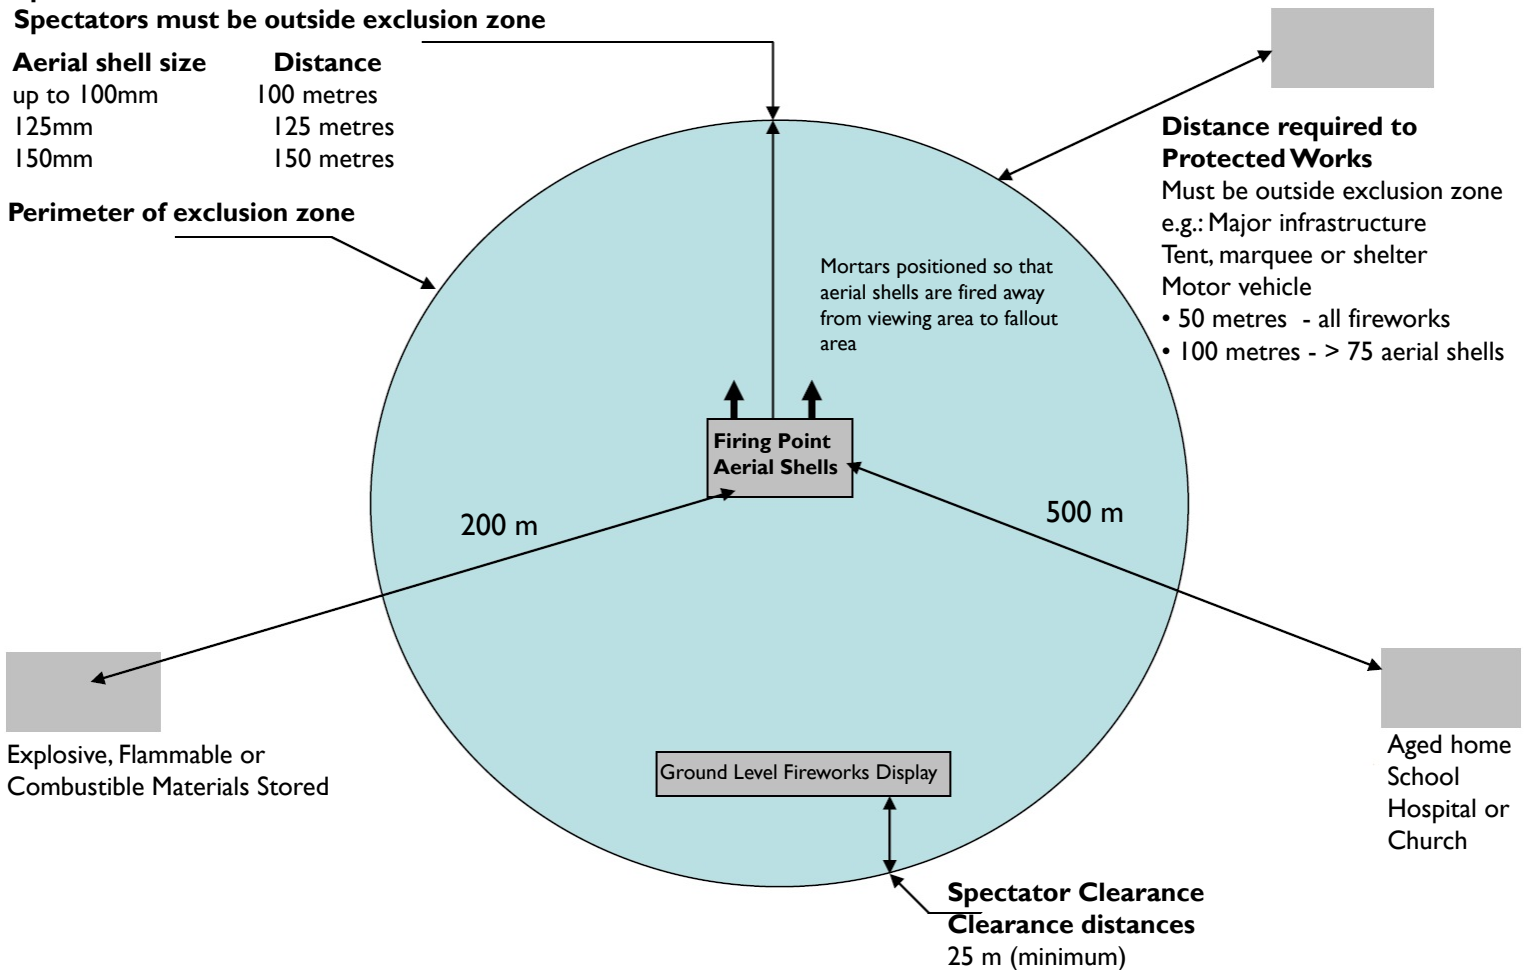 Spectators must be outside exclusion zone
Aerial shell size Distance
up to 100mm 100 metres
125mm 125 metres
150mm 150 metres
Perimeter of exclusion zone
Distance required to
Protected Works
Must be outside exclusion zone
e.g.: Major infrastructure
Tent, marquee or shelter
Motor vehicle
• 50 metres - all fireworks
• 100 metres - > 75 aerial shells
Mortars positioned so that
aerial shells are fired away
from viewing area to fallout
area
Firing Point
Aerial Shells
200 m
500 m
Explosive, Flammable or
Combustible Materials Stored
Ground Level Fireworks Display
Aged home
School
Hospital or
Church
Spectator Clearance
Clearance distances
25 m (minimum)